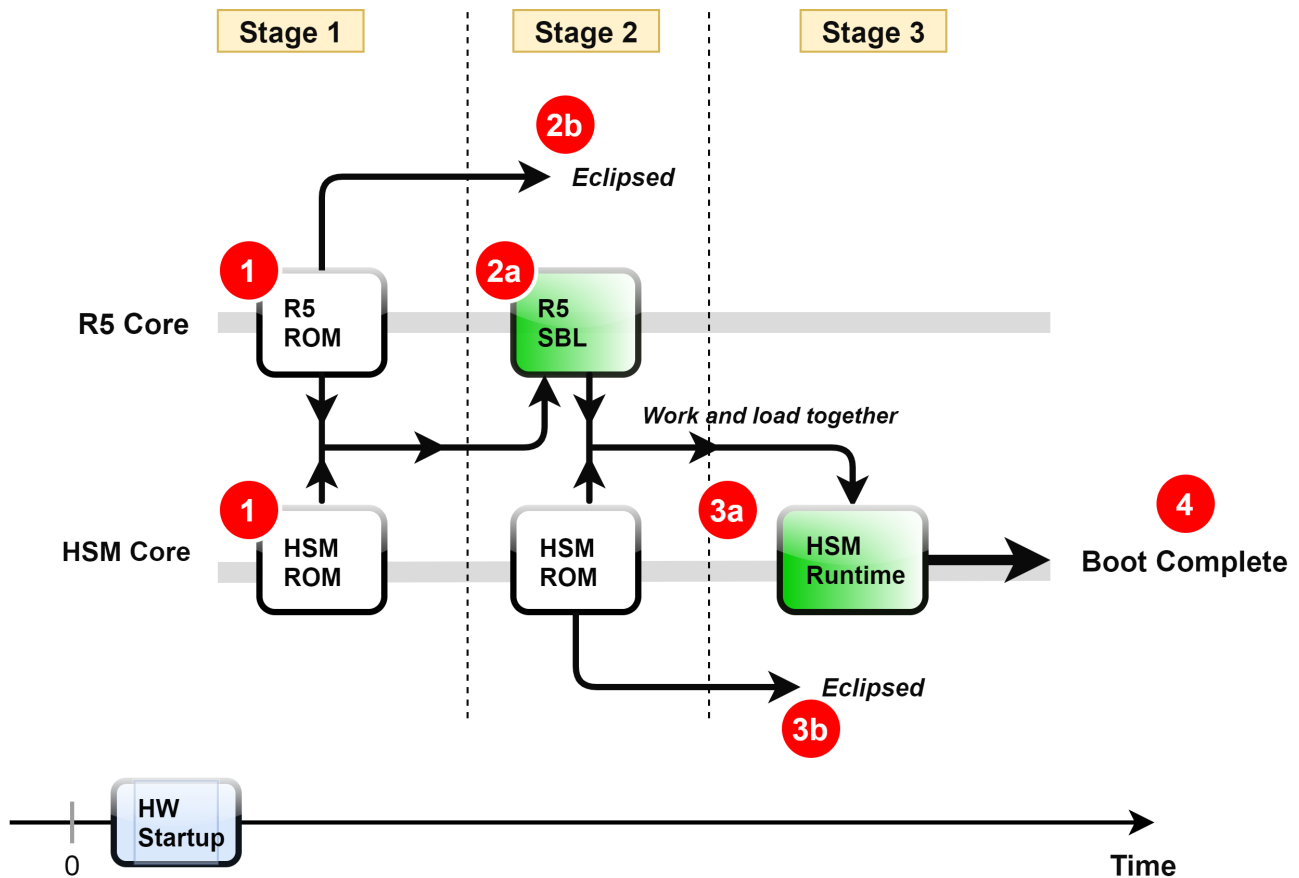 Stage 1
Stage 2
Stage 3
2b
Eclipsed
1
2a
R5 Core
R5
ROM
R5
SBL
Work and load together
1
3a
4
HSM Core
HSM
ROM
HSM
ROM
HSM
Runtime
Boot Complete
Eclipsed
3b
HW
Startup
0
Time